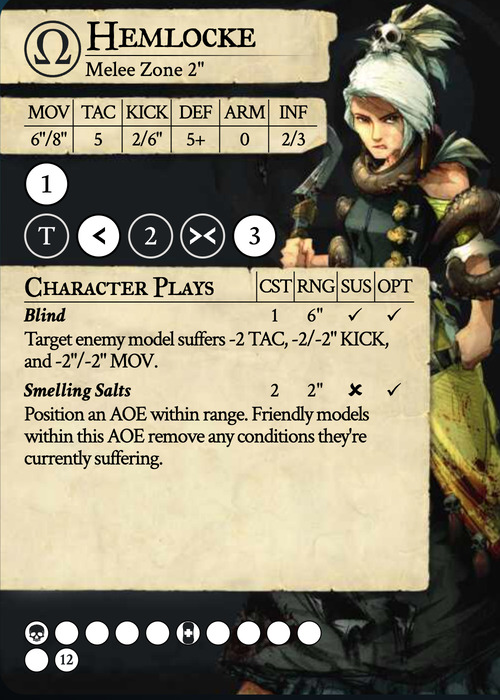 Ω HEMLOCKE
Melee Zone 2"
MOV TAC KICK DEF ARM INF
6"/8" 5 2/6" 5+ 0 2/3
1
T < 2 >< 3
CHARACTER PLAYS CST RNG SUS OPT
Blind 1 6" ✓ ✓
Target enemy model suffers -2 TAC, -2/-2" KICK,
and -2"/-2" MOV.
Smelling Salts 2 2" ✘ ✓
Position an AOE within range. Friendly models
within this AOE remove any conditions they're
currently suffering.
12